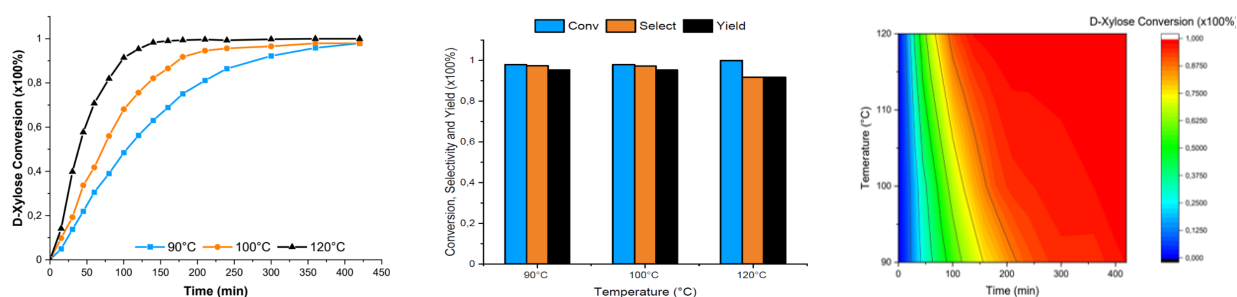 D-Xylose Conversion (x100%)
1
0,8
0,6
0,4
0,2
0
0 50 100 150 200 250 300 350 400 450
90°C 100°C 120°C
Time (min)
Conv Select Yield
Conversion, Selectivity and Yield (x100%)
1
0,8
0,6
0,4
0,2
0
90°C 100°C 120°C
Temperature (°C)
D-Xylose Conversion (x100%)
Temerature (°C)
120
110
100
90
0 100 200 300 400
Time (min)
1,000
0,8750
0,7500
0,6250
0,5000
0,3750
0,2500
0,1250
0,000